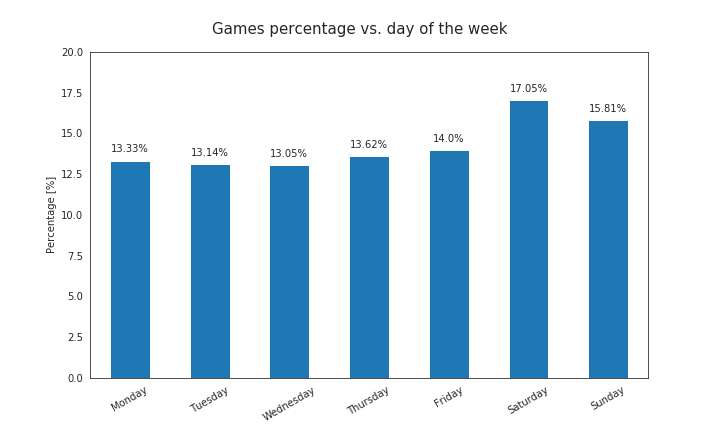 Games percentage vs. day of the week
20.0
17.5
15.0
12.5
10.0
7.5
5.0
2.5
0.0
Percentage [%]
13.33%
13.14%
13.05%
13.62%
14.0%
17.05%
15.81%
Monday
Tuesday
Wednesday
Thursday
Friday
Saturday
Sunday